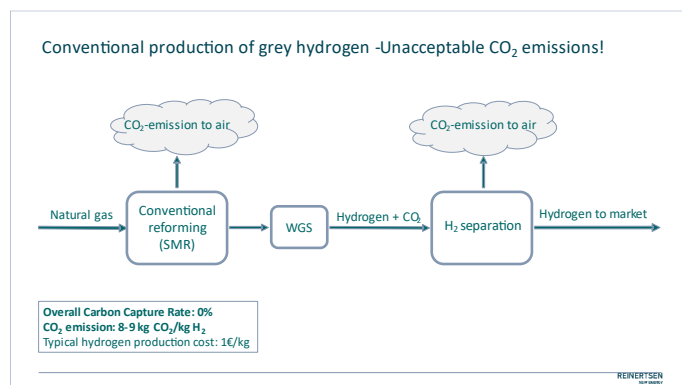 Conventional production of grey hydrogen -Unacceptable CO₂ emissions!
CO₂-emission to air
CO₂-emission to air
Natural gas
Conventional
reforming
(SMR)
WGS
Hydrogen + CO₂
H₂ separation
Hydrogen to market
Overall Carbon Capture Rate: 0%
CO₂ emission: 8-9 kg CO₂/kg H₂
Typical hydrogen production cost: 1€/kg
REINERTSEN
NEW ENERGY